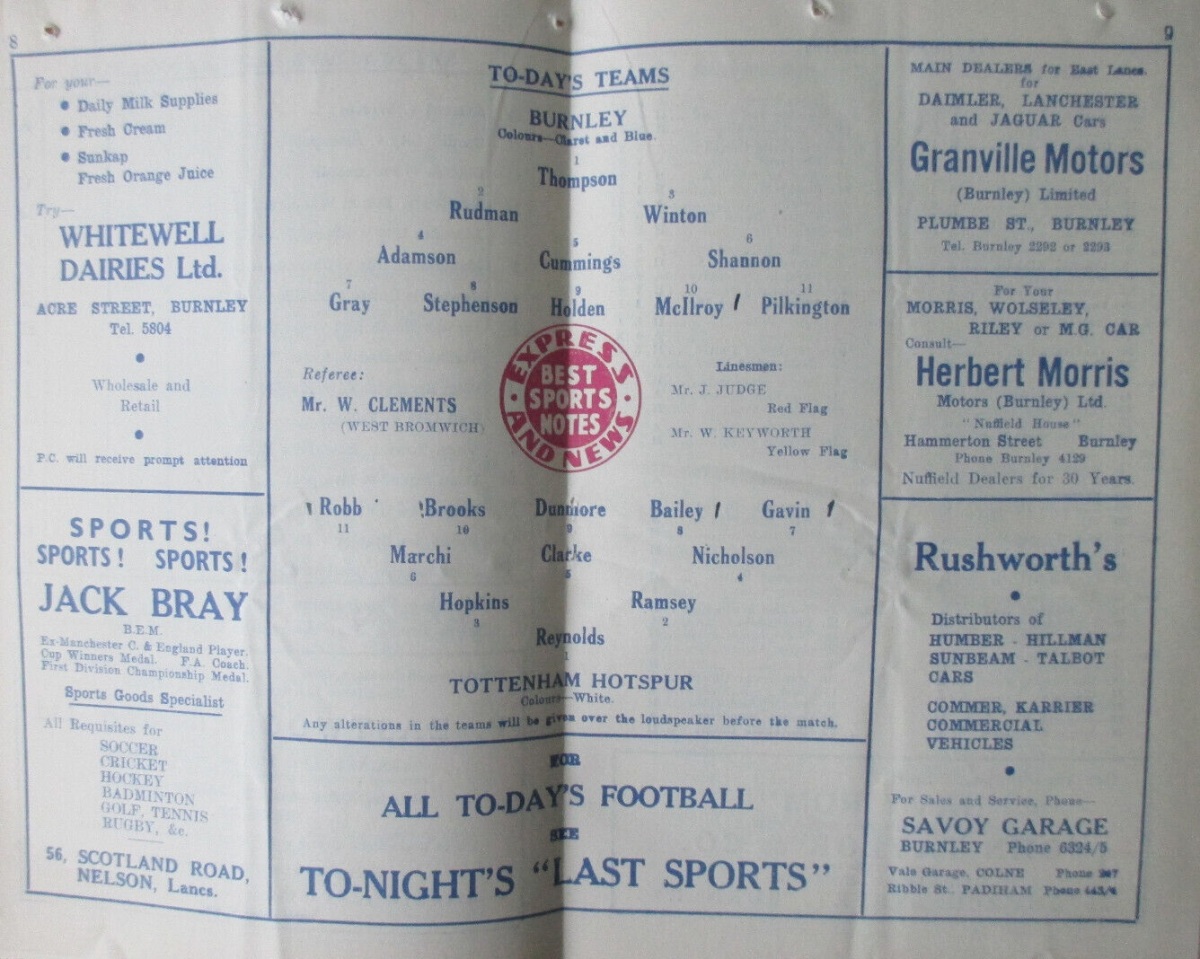 8
9
For your—
• Daily Milk Supplies
• Fresh Cream
• Sunkap
Fresh Orange Juice
Try—
WHITEWELL
DAIRIES Ltd.
ACRE STREET, BURNLEY
Tel. 5804
•
Wholesale and
Retail
•
P.C. will receive prompt attention
SPORTS!
SPORTS! SPORTS!
JACK BRAY
B.E.M.
Ex-Manchester C. & England Player.
Cup Winners Medal. F.A. Coach.
First Division Championship Medal.
Sports Goods Specialist
All Requisites for
SOCCER
CRICKET
HOCKEY
BADMINTON
GOLF, TENNIS
RUGBY, &c.
56, SCOTLAND ROAD,
NELSON, Lancs.
TO-DAY'S TEAMS
BURNLEY
Colours—Claret and Blue.
1
Thompson
2 3
Rudman Winton
4 5 6
Adamson Cummings Shannon
7 8 9 10 11
Gray Stephenson Holden McIlroy Pilkington
Referee:
Mr. W. CLEMENTS
(WEST BROMWICH)
EXPRESS
BEST
SPORTS
NOTES
AND NEWS
Linesmen:
Mr. J. JUDGE
Red Flag
Mr. W. KEYWORTH
Yellow Flag
Robb Brooks Dunmore Bailey Gavin
11 10 9 8 7
Marchi Clarke Nicholson
6 5 4
Hopkins Ramsey
3 2
Reynolds
1
TOTTENHAM HOTSPUR
Colours—White.
Any alterations in the teams will be given over the loudspeaker before the match.
FOR
ALL TO-DAY'S FOOTBALL
SEE
TO-NIGHT'S "LAST SPORTS"
MAIN DEALERS for East Lancs.
for
DAIMLER, LANCHESTER
and JAGUAR Cars
Granville Motors
(Burnley) Limited
PLUMBE ST., BURNLEY
Tel. Burnley 2292 or 2293
For Your
MORRIS, WOLSELEY,
RILEY or M.G. CAR
Consult—
Herbert Morris
Motors (Burnley) Ltd.
"Nuffield House"
Hammerton Street Burnley
Phone Burnley 4129
Nuffield Dealers for 30 Years.
Rushworth's
•
Distributors of
HUMBER - HILLMAN
SUNBEAM - TALBOT
CARS
COMMER, KARRIER
COMMERCIAL
VEHICLES
•
For Sales and Service, Phone—
SAVOY GARAGE
BURNLEY Phone 6324/5
Vale Garage, COLNE Phone
Ribble St., PADIHAM Phone